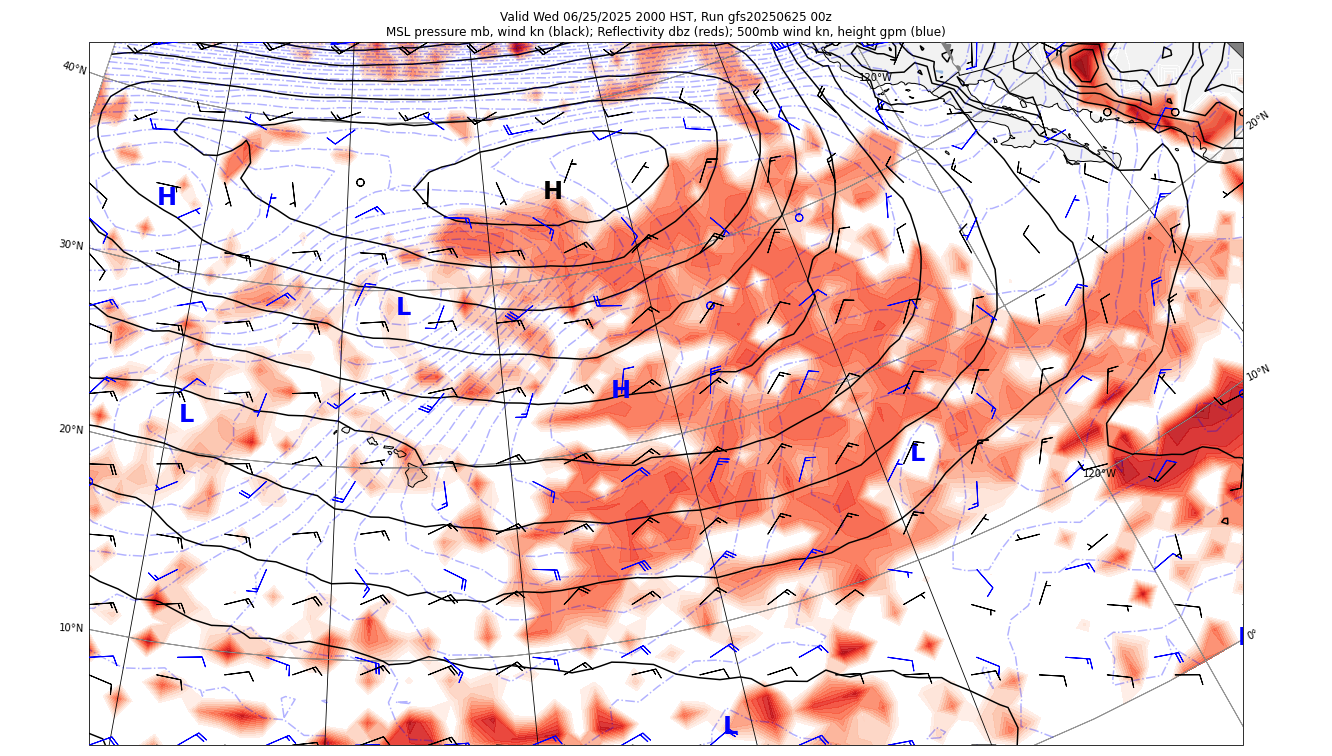 Valid Wed 06/25/2025 2000 HST, Run gfs20250625 00z
MSL pressure mb, wind kn (black); Reflectivity dbz (reds); 500mb wind kn, height gpm (blue)
40°N
120°W
20°N
H
H
30°N
L
10°N
H
L
20°N
L
120°W
10°N
0°
L